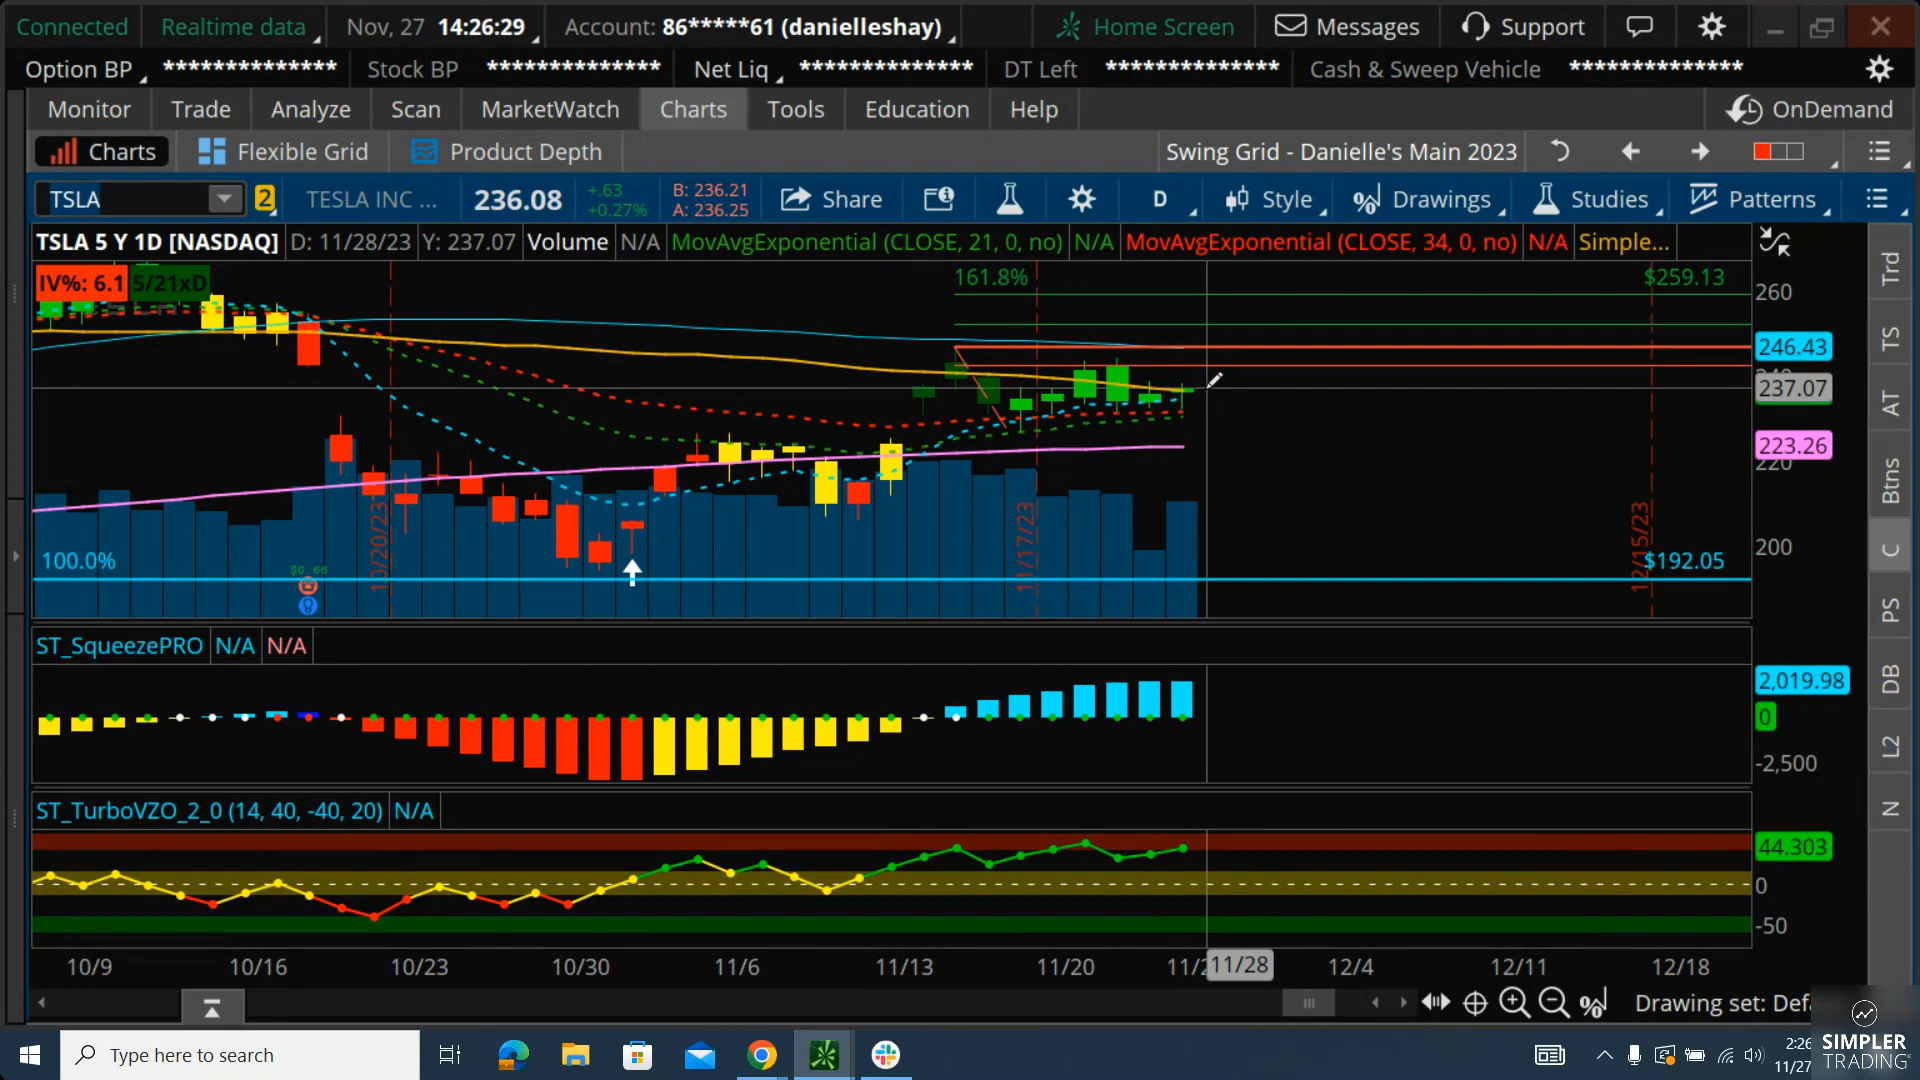 Connected Realtime data Nov, 27 14:26:29 Account: 86*****61 (danielleshay) Home Screen Messages Support
Option BP ************** Stock BP ************** Net Liq ************** DT Left ************** Cash & Sweep Vehicle **************
Monitor Trade Analyze Scan MarketWatch Charts Tools Education Help OnDemand
Charts Flexible Grid Product Depth Swing Grid - Danielle's Main 2023
TSLA 2 TESLA INC ... 236.08 +.63 +0.27% B: 236.21 A: 236.25 Share D Style Drawings Studies Patterns
TSLA 5 Y 1D [NASDAQ] D: 11/28/23 Y: 237.07 Volume N/A MovAvgExponential (CLOSE, 21, 0, no) N/A MovAvgExponential (CLOSE, 34, 0, no) N/A Simple...
IV%: 6.1 5/21xD 161.8% $259.13 260
246.43
237.07
223.26
220
10/20/23 11/17/23 12/15/23
200
100.0% $192.05
$0.66
ST_SqueezePRO N/A N/A
2,019.98
0
-2,500
ST_TurboVZO_2_0 (14, 40, -40, 20) N/A
44.303
0
-50
10/9 10/16 10/23 10/30 11/6 11/13 11/20 11/28 12/4 12/11 12/18
Drawing set: Defa
Trd
TS
AT
Btns
C
PS
DB
L2
N
Type here to search
2:26
11/27
SIMPLER
TRADING